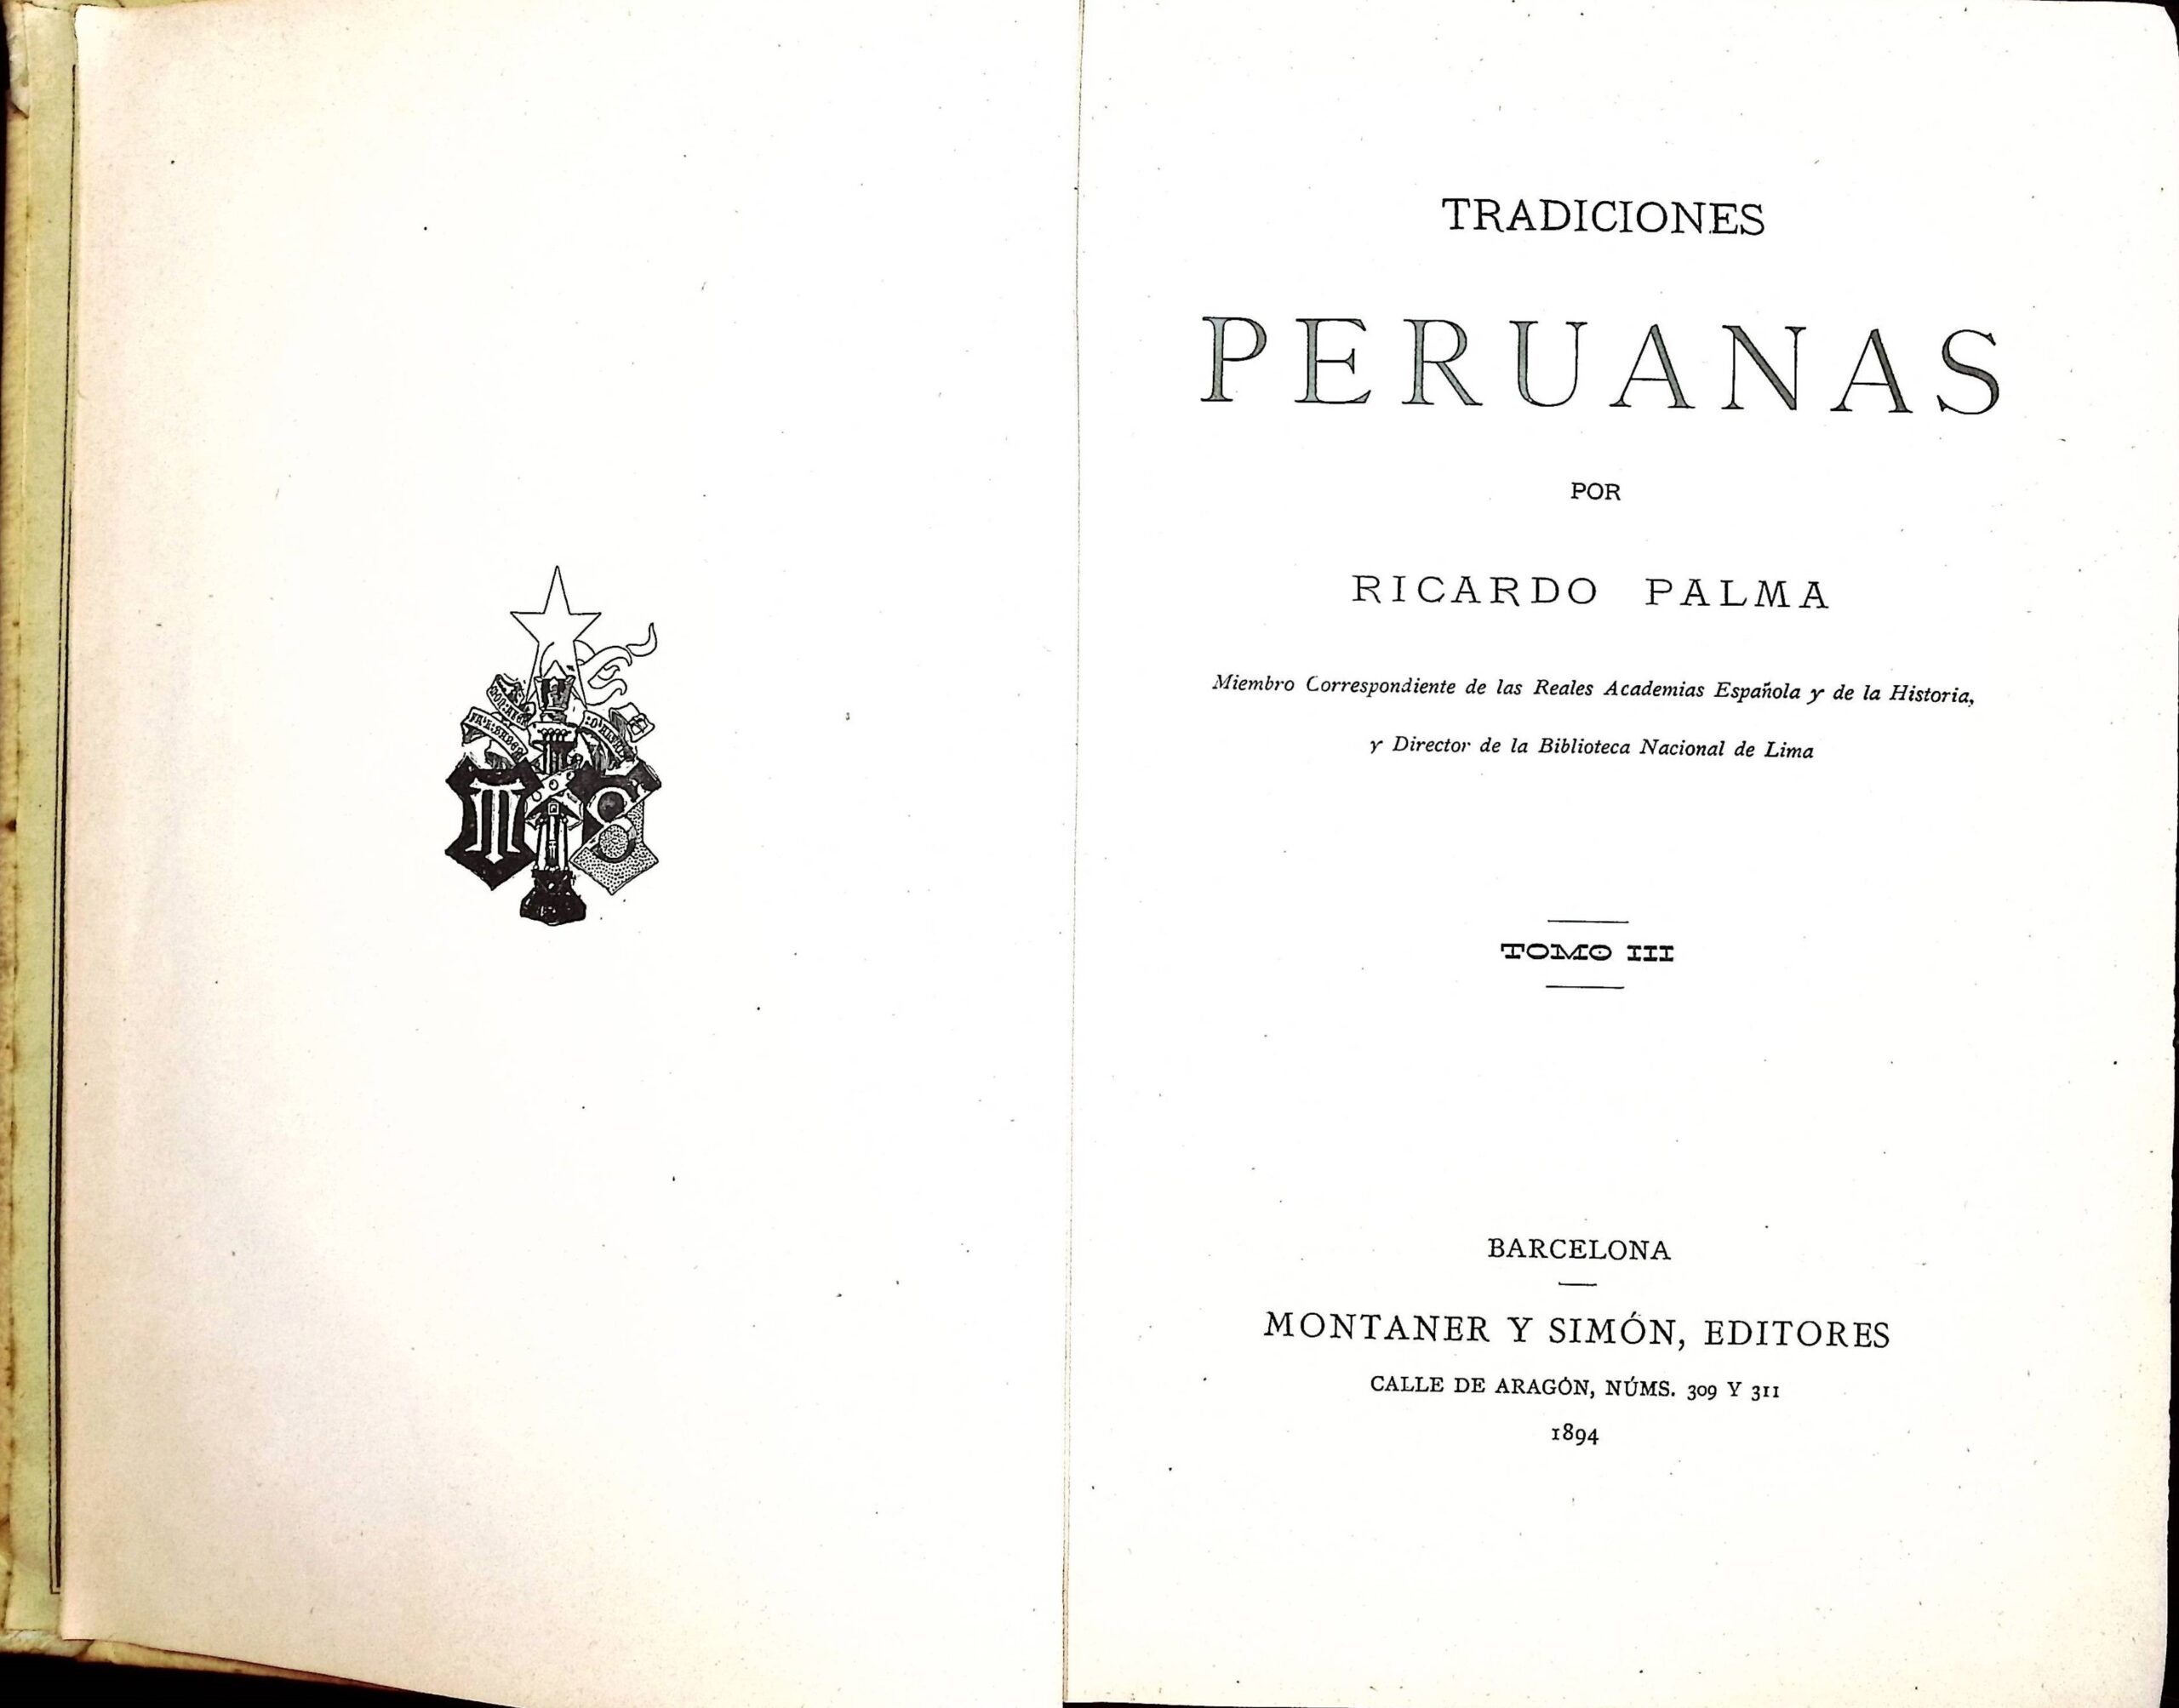 TRADICIONES
PERUANAS
POR
RICARDO PALMA
Miembro Correspondiente de las Reales Academias Española y de la Historia,
y Director de la Biblioteca Nacional de Lima
TOMO III
BARCELONA
MONTANER Y SIMÓN, EDITORES
CALLE DE ARAGÓN, NÚMS. 309 Y 311
1894